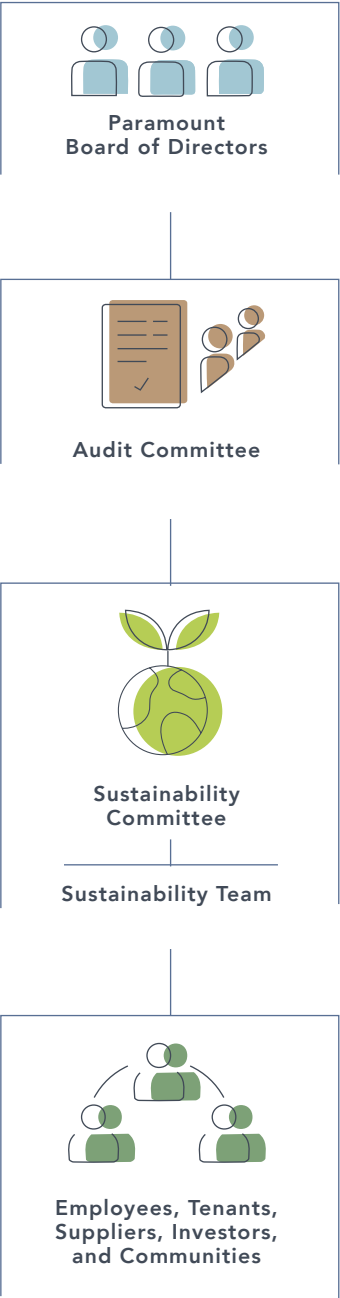 Paramount
Board of Directors
Audit Committee
Sustainability
Committee
Sustainability Team
Employees, Tenants,
Suppliers, Investors,
and Communities